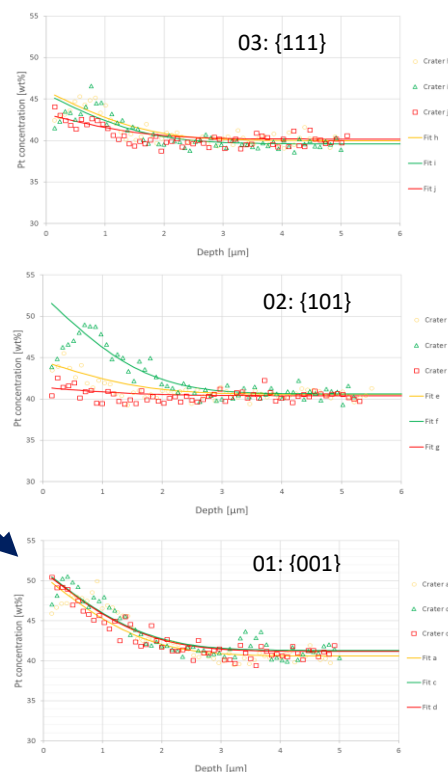 03: {111}
55
50
45
40
35
30
Pt concentration [wt%]
0 1 2 3 4 5 6
Depth [µm]
Crater
Crater
Crater j
Fit h
Fit i
Fit j
02: {101}
55
50
45
40
35
30
Pt concentration [wt%]
0 1 2 3 4 5 6
Depth [µm]
Crater
Crater
Crater
Fit e
Fit f
Fit g
01: {001}
55
50
45
40
35
30
Pt concentration [wt%]
0 1 2 3 4 5 6
Depth [µm]
Crater
Crater
Crater
Fit a
Fit c
Fit d